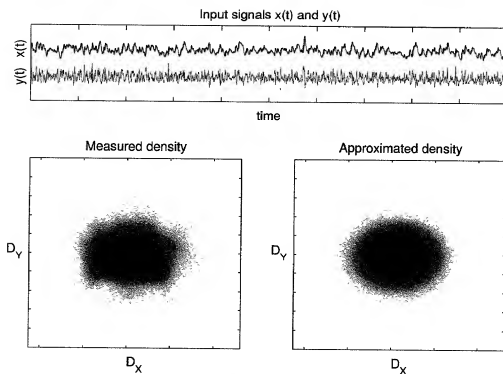 Input signals x(t) and y(t)
x(t)
y(t)
time
Measured density
Approximated density
D_Y
D_Y
D_X
D_X